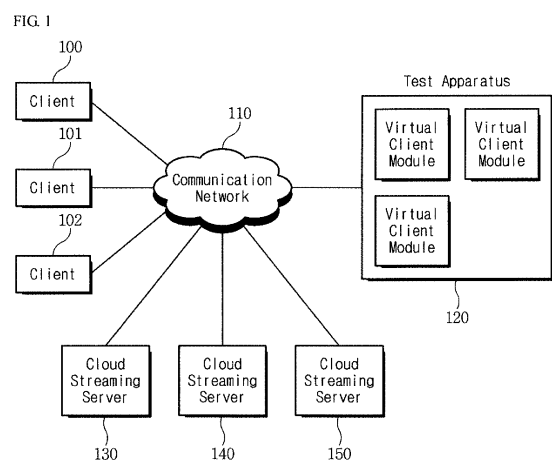 FIG. 1
100
Client
101
Client
102
Client
110
Communication
Network
Test Apparatus
Virtual
Client
Module
Virtual
Client
Module
Virtual
Client
Module
120
Cloud
Streaming
Server
130
Cloud
Streaming
Server
140
Cloud
Streaming
Server
150